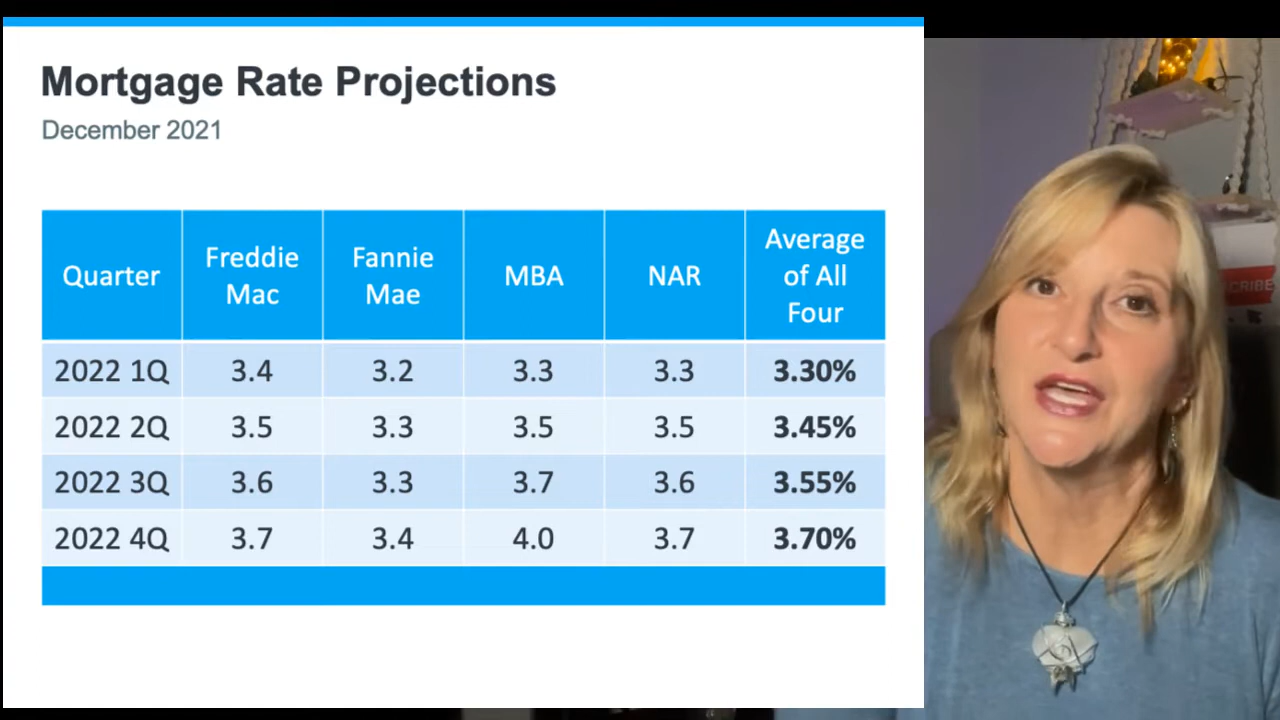 Mortgage Rate Projections
December 2021
Quarter Freddie Mac Fannie Mae MBA NAR Average of All Four
2022 1Q 3.4 3.2 3.3 3.3 3.30%
2022 2Q 3.5 3.3 3.5 3.5 3.45%
2022 3Q 3.6 3.3 3.7 3.6 3.55%
2022 4Q 3.7 3.4 4.0 3.7 3.70%
CRIBE